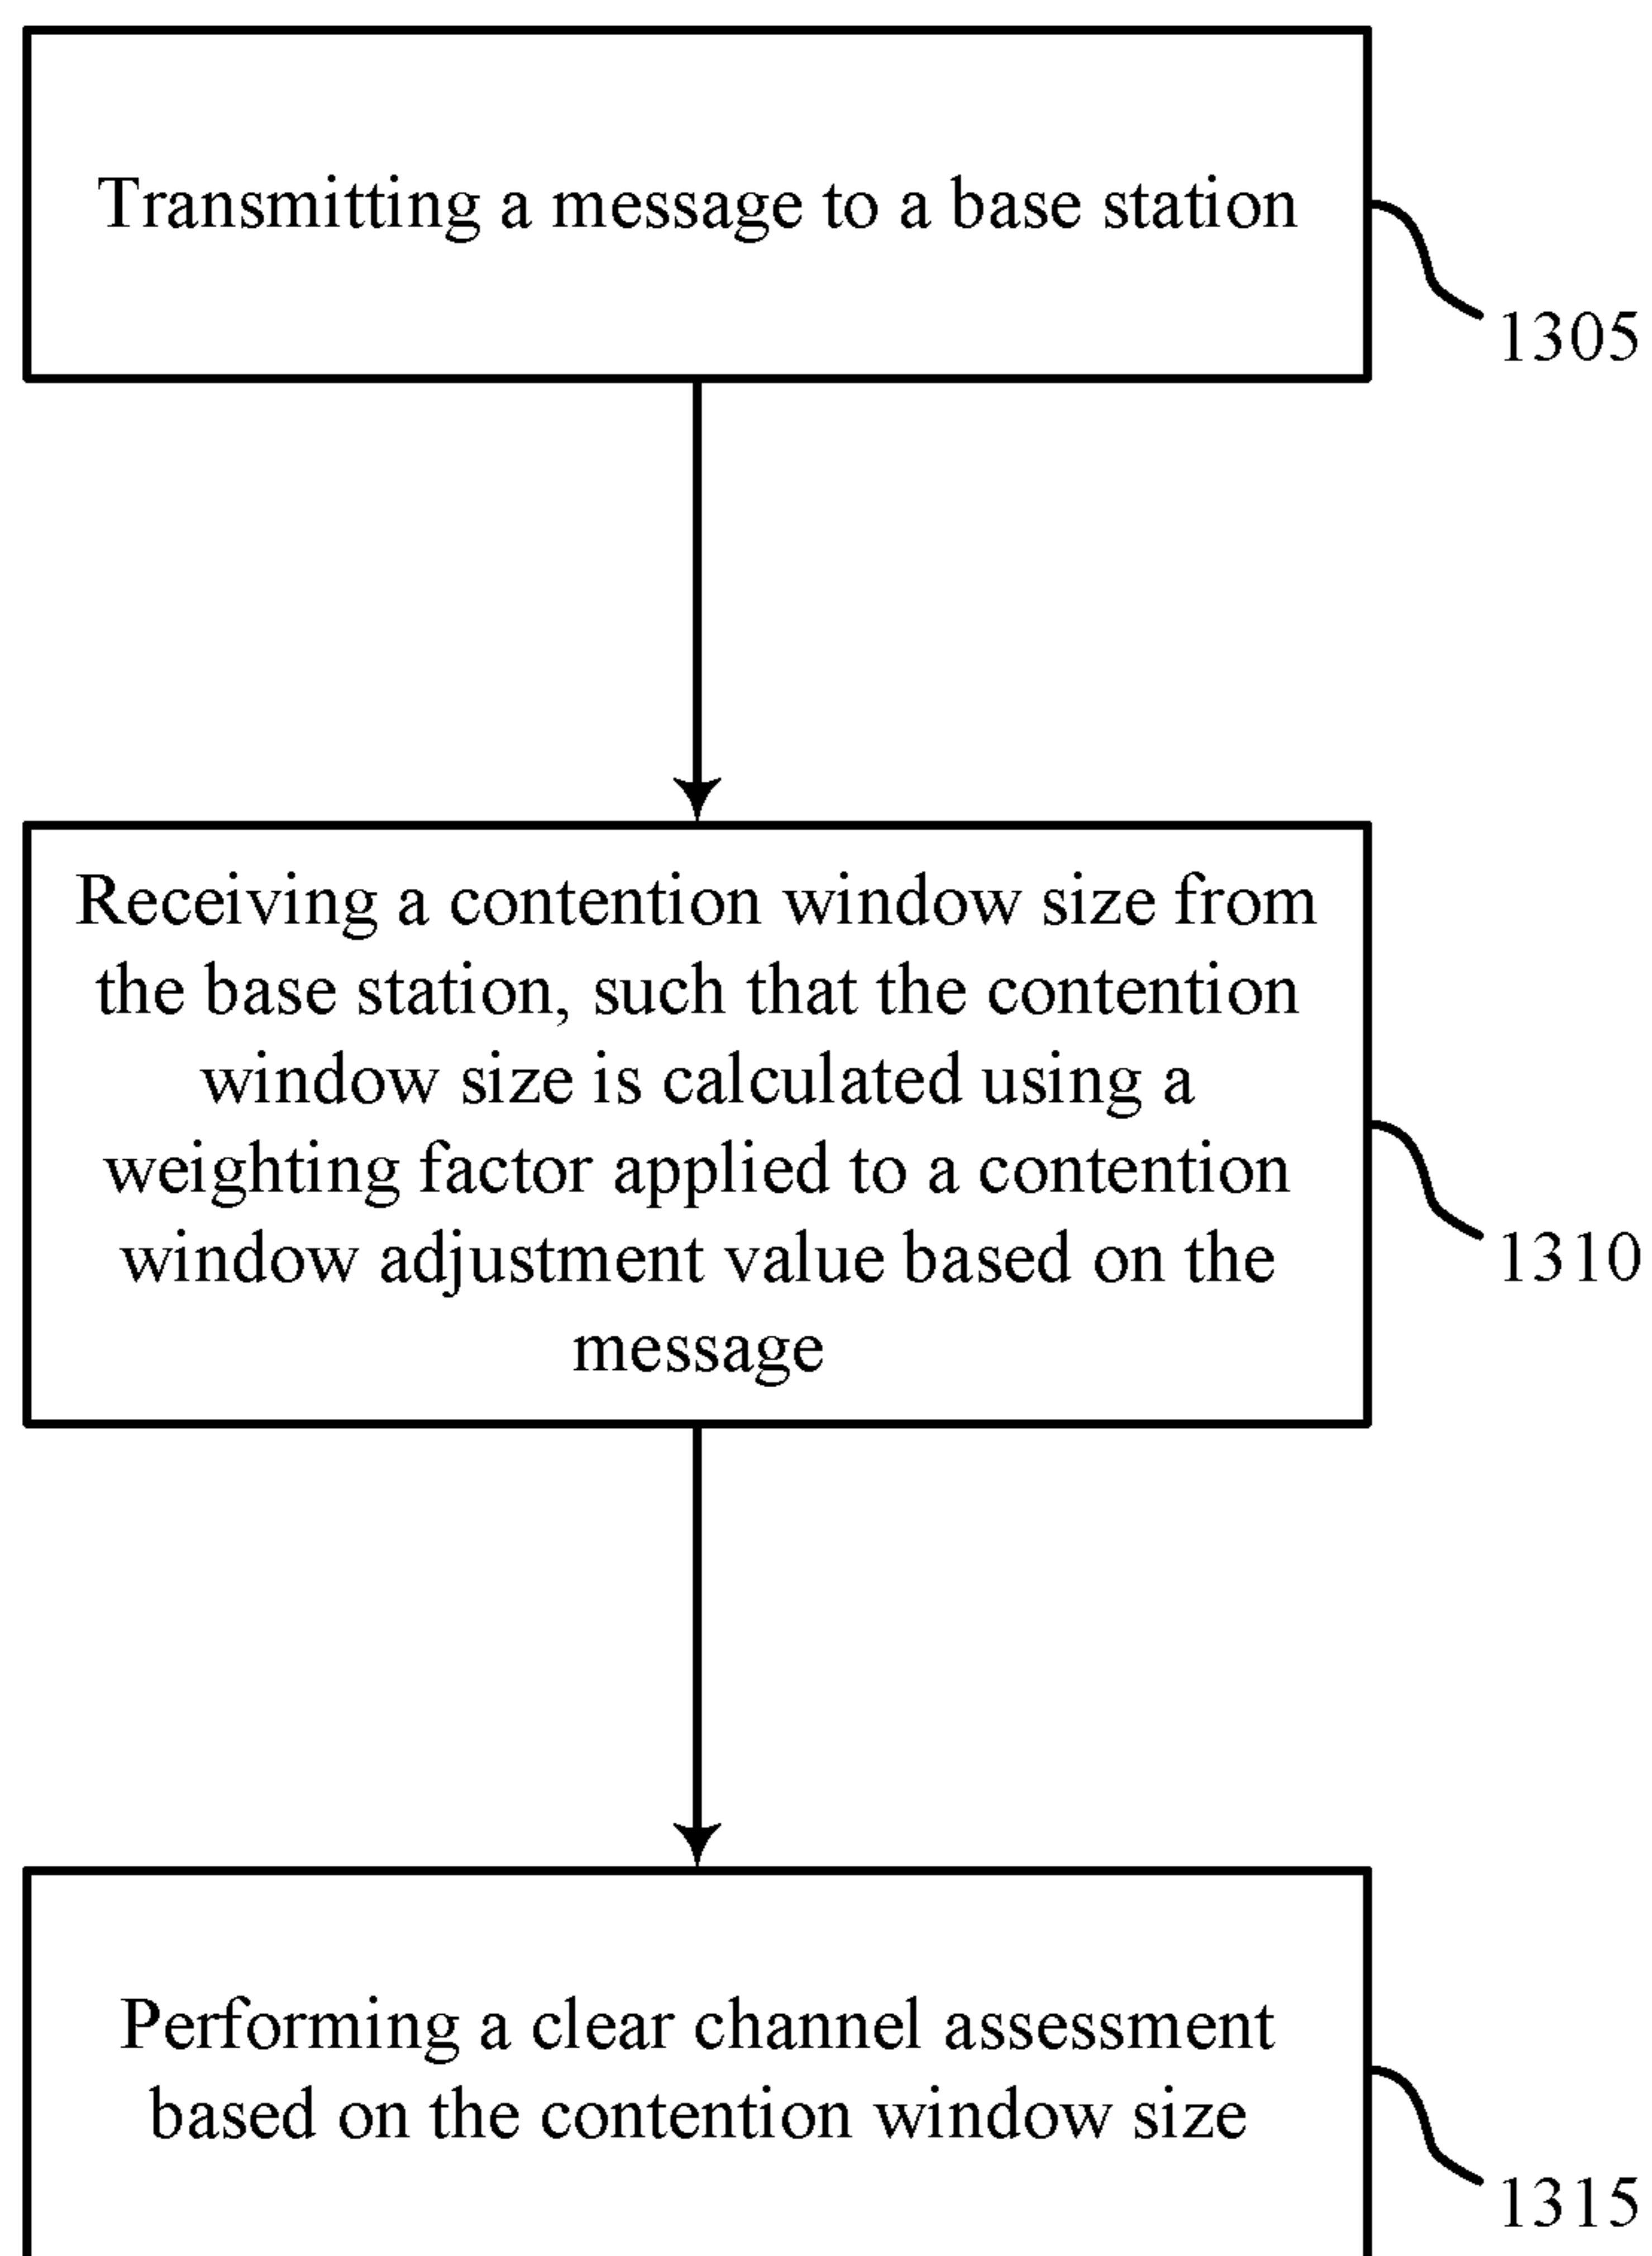 Transmitting a message to a base station
1305
Receiving a contention window size from
the base station, such that the contention
window size is calculated using a
weighting factor applied to a contention
window adjustment value based on the
message
1310
Performing a clear channel assessment
based on the contention window size
1315